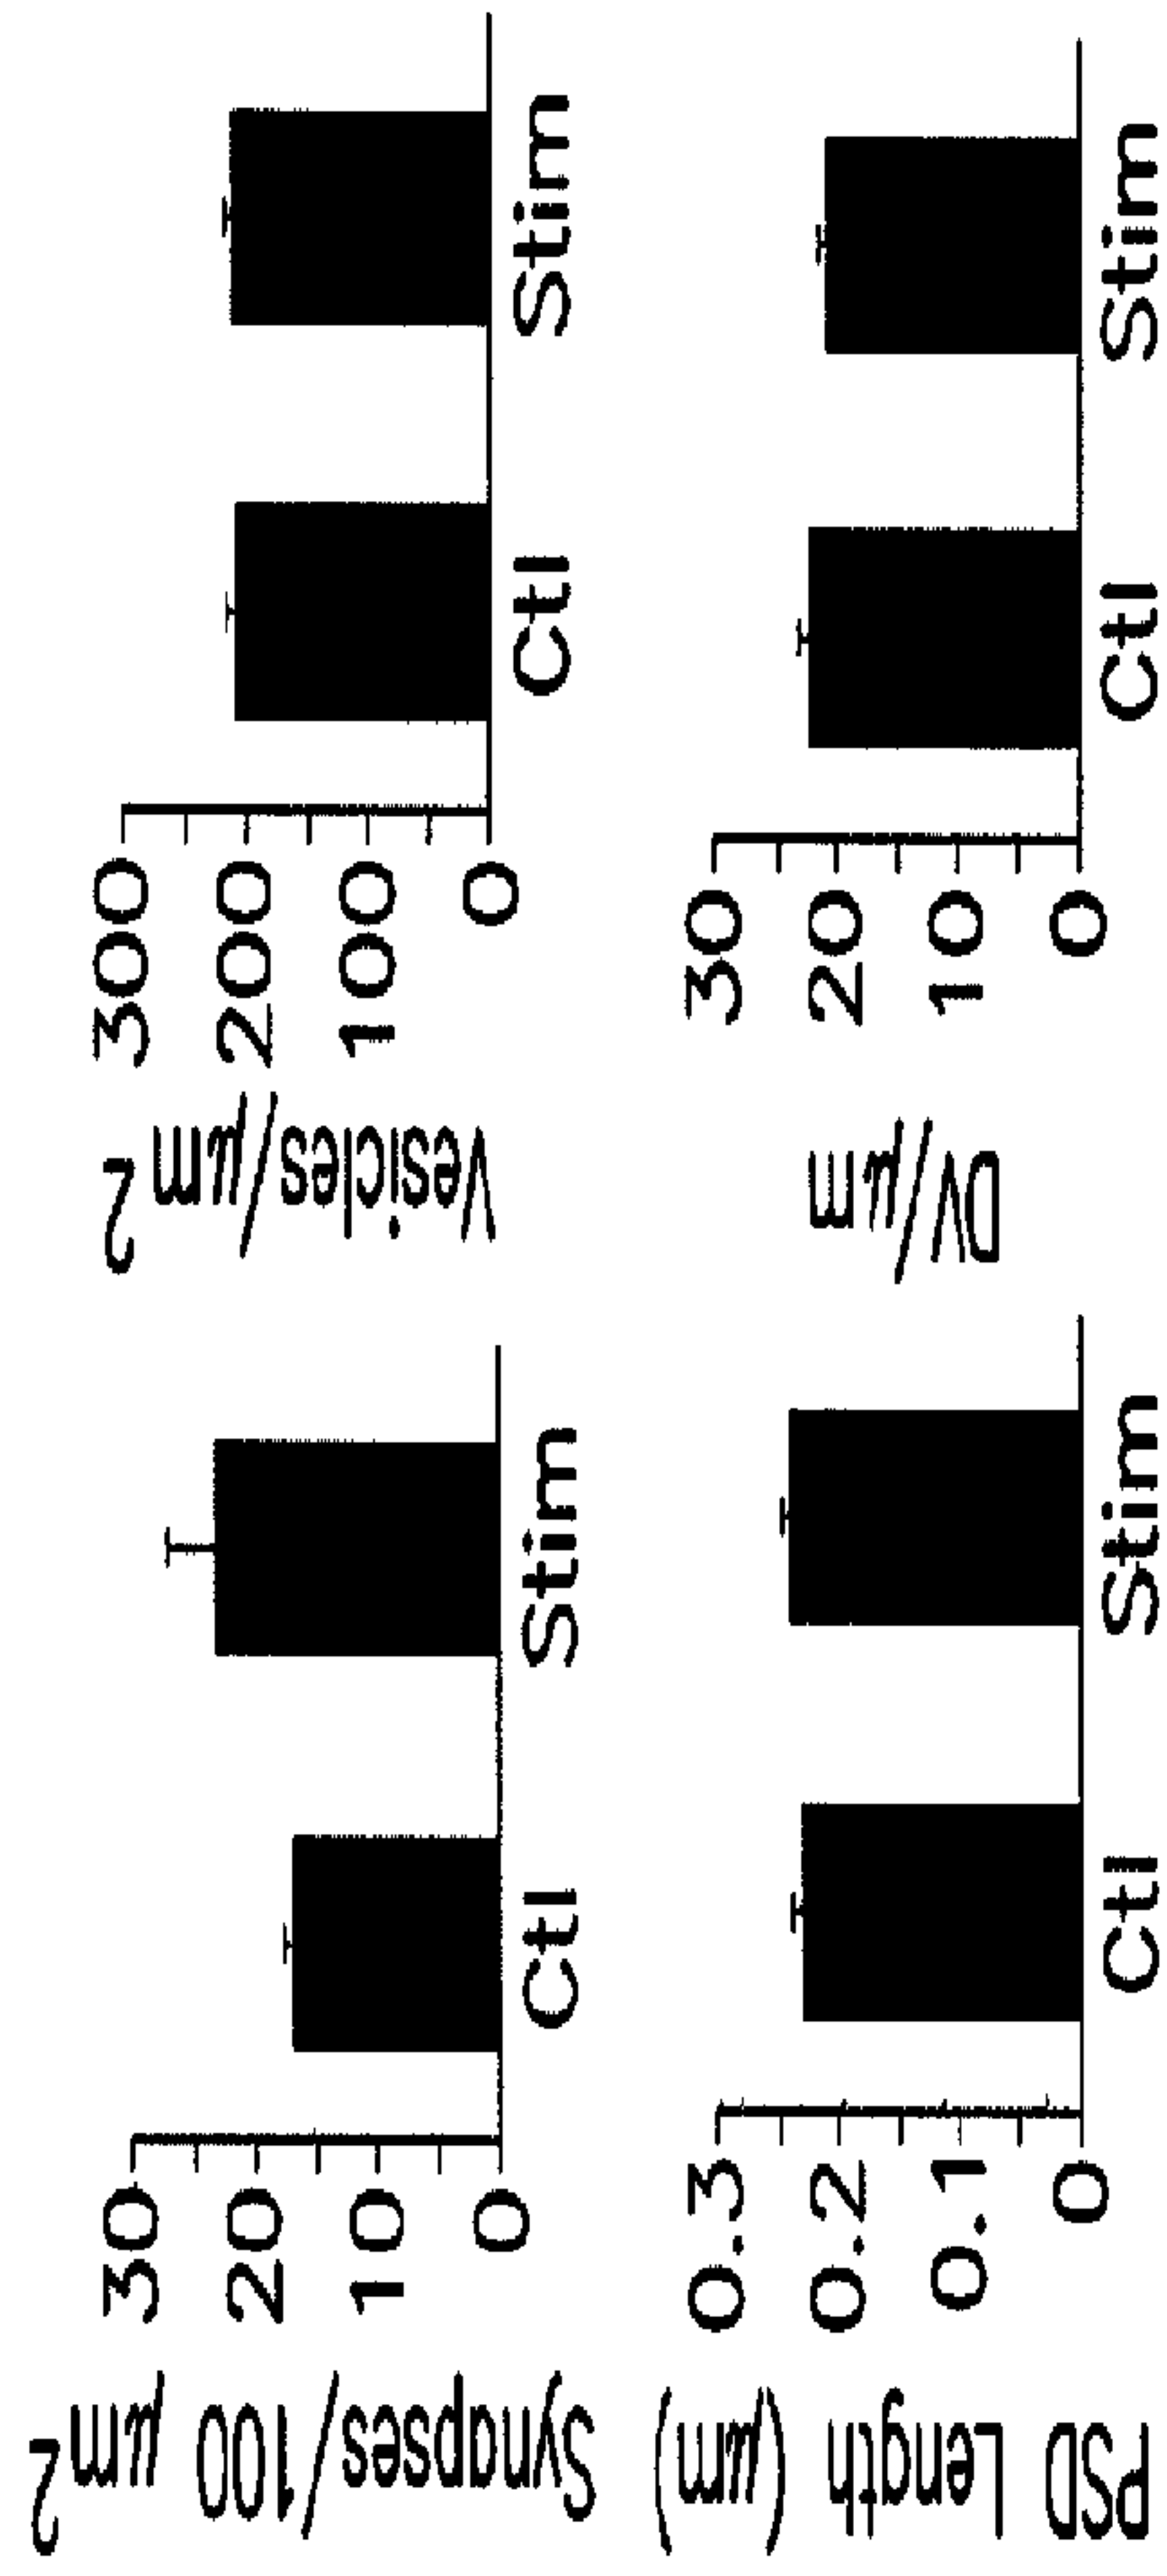 Synapses/100 μm²
30
20
10
0
Ctl
Stim
Vesicles/μm²
300
200
100
0
Ctl
Stim
PSD Length (μm)
0.3
0.2
0.1
0
Ctl
Stim
DV/μm
30
20
10
0
Ctl
Stim